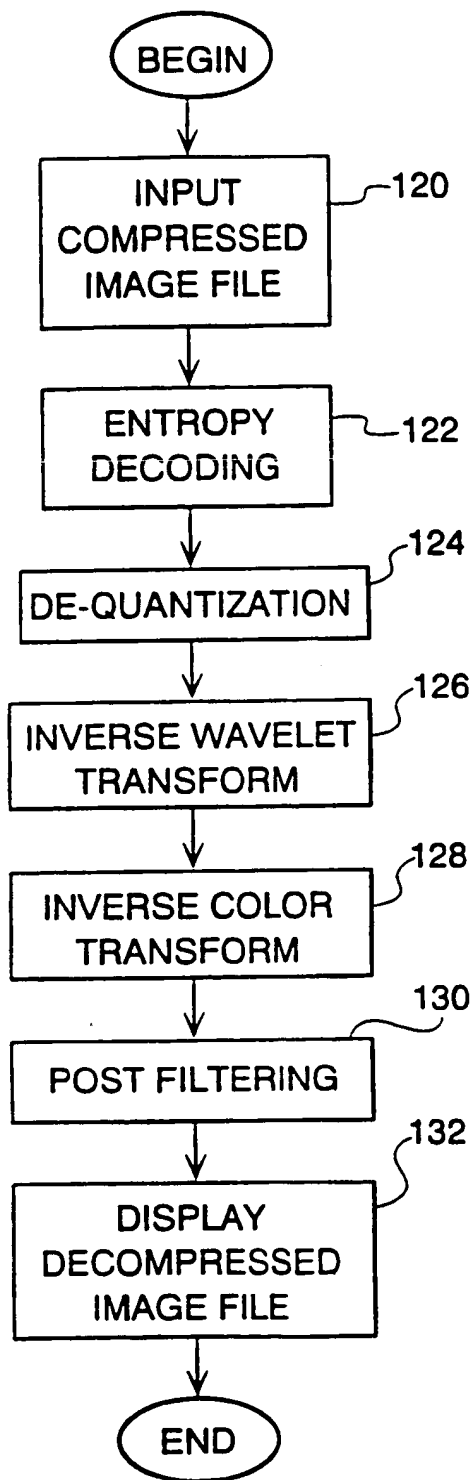 BEGIN
INPUT
COMPRESSED
IMAGE FILE
120
ENTROPY
DECODING
122
124
DE-QUANTIZATION
126
INVERSE WAVELET
TRANSFORM
128
INVERSE COLOR
TRANSFORM
130
POST FILTERING
132
DISPLAY
DECOMPRESSED
IMAGE FILE
END